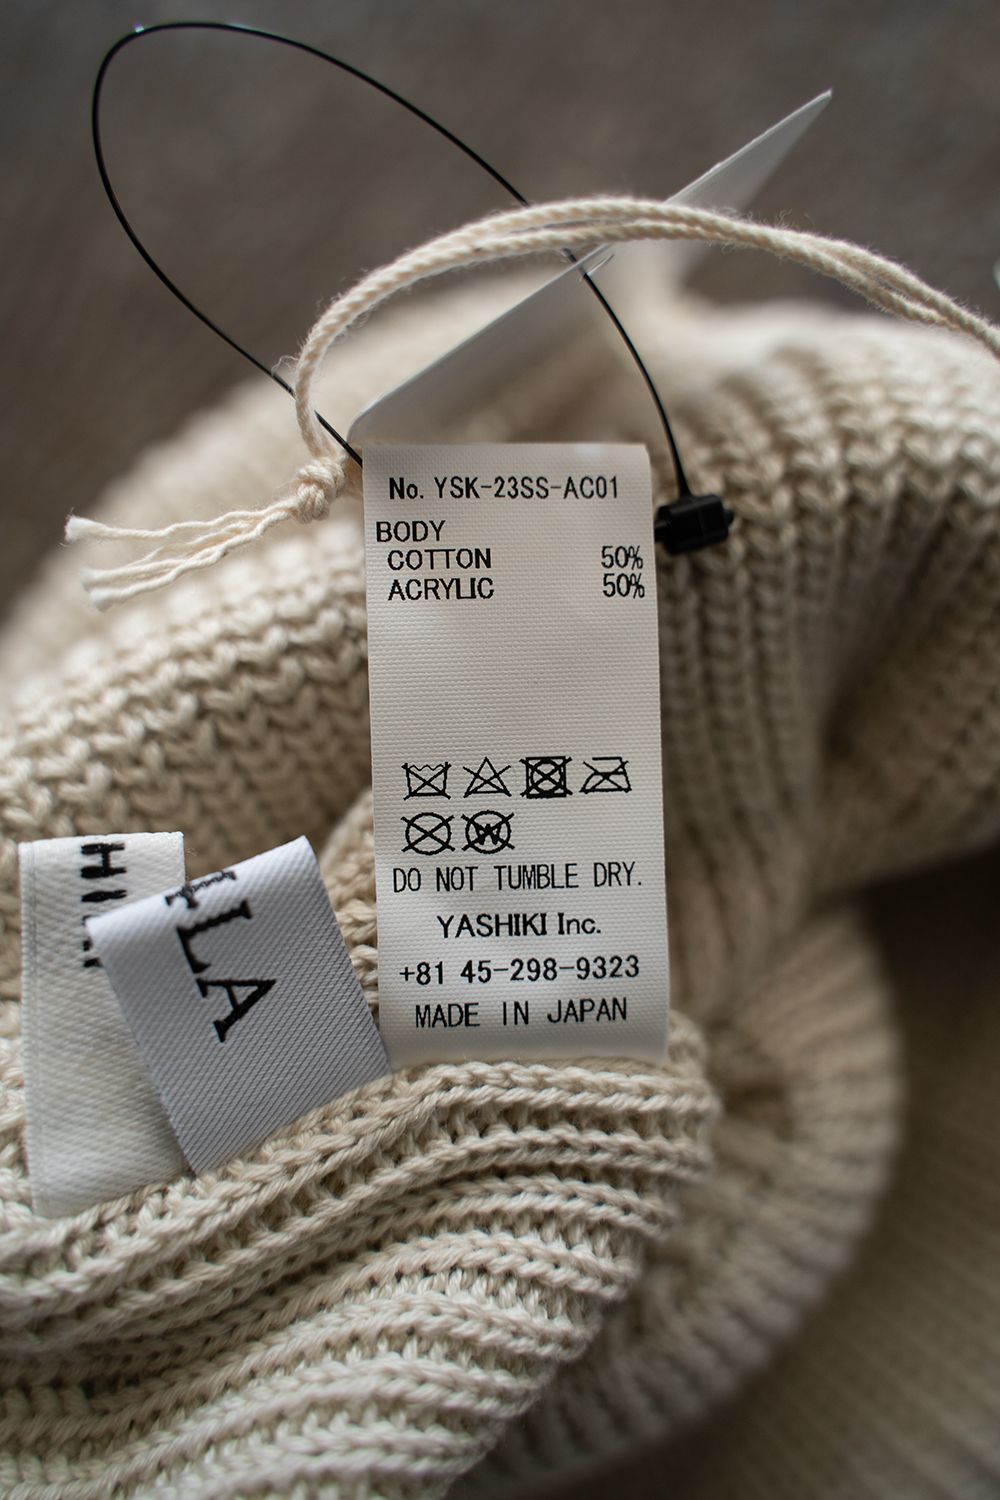 No. YSK-23SS-AC01
BODY
COTTON 50%
ACRYLIC 50%
W
DO NOT TUMBLE DRY.
YASHIKI Inc.
+81 45-298-9323
MADE IN JAPAN